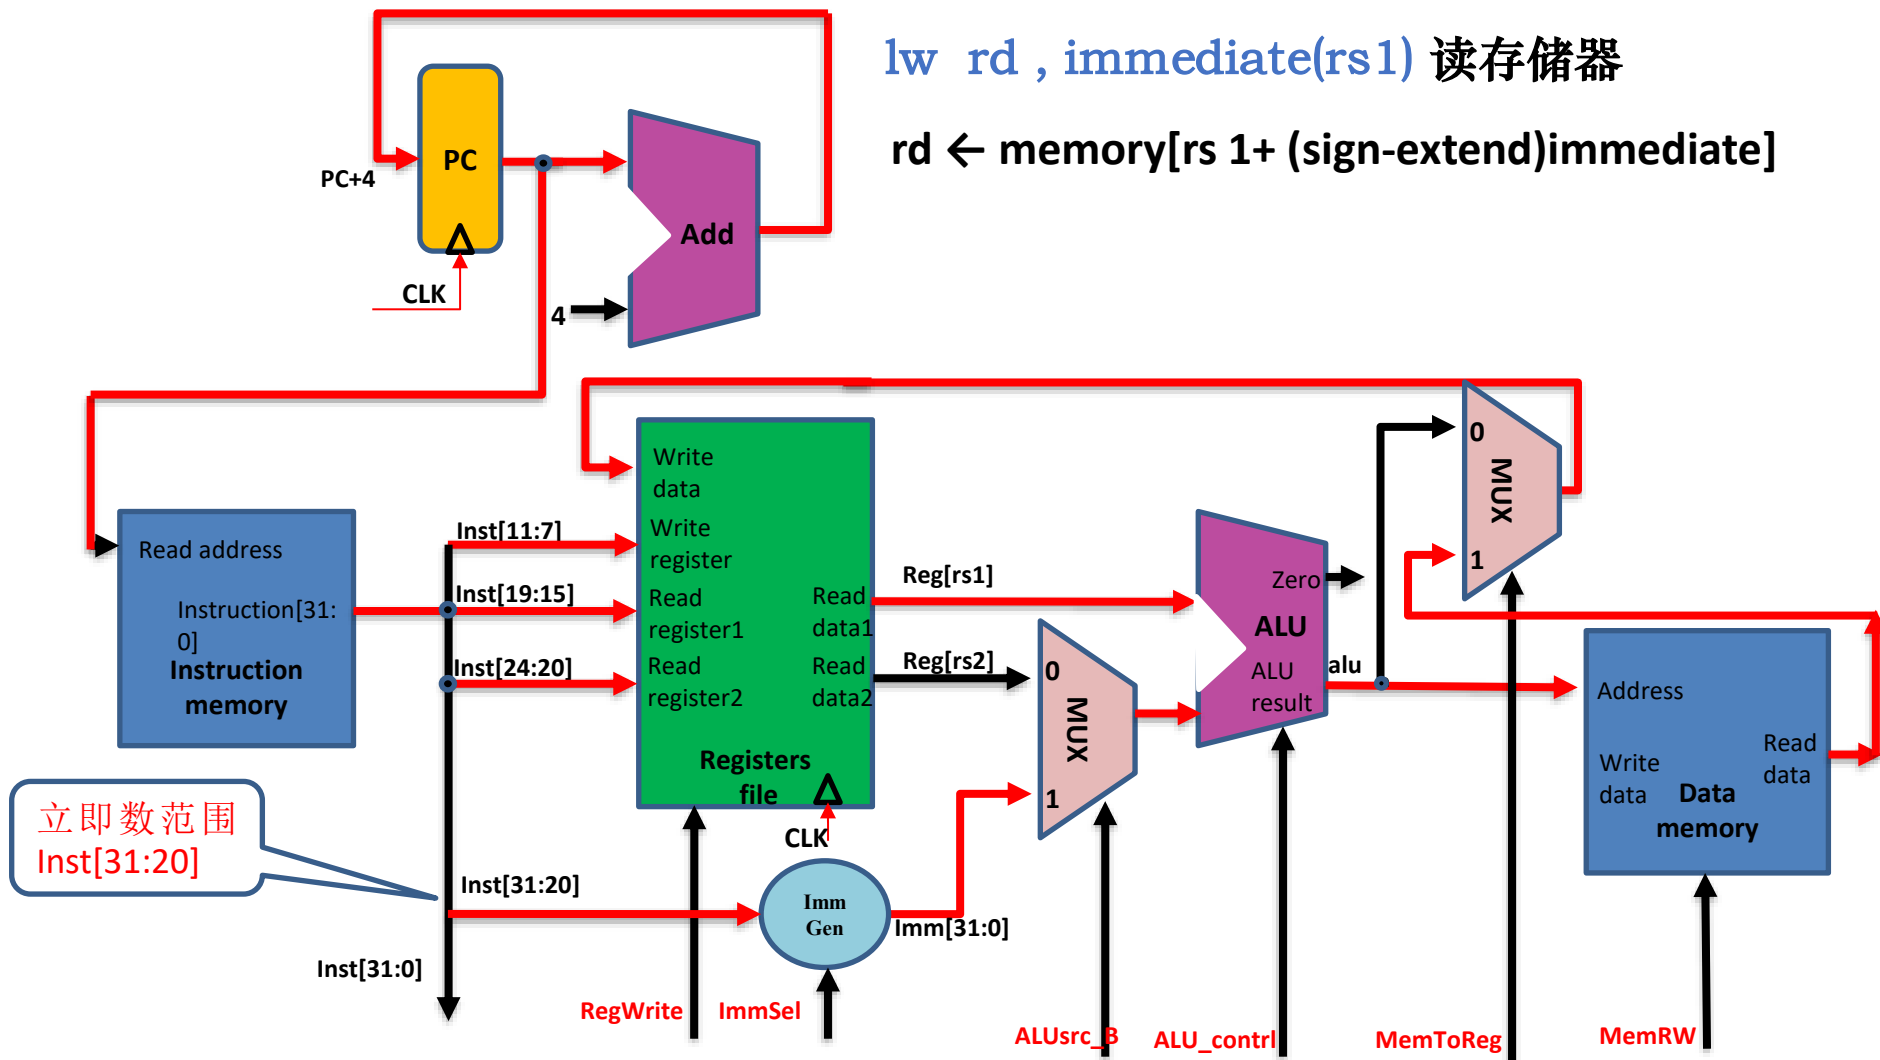 lw rd , immediate(rs1) 读存储器
rd ← memory[rs 1+ (sign-extend)immediate]
PC
PC+4
Add
CLK
4
Write
data
Write
register
Read
register1
Read
register2
Read
data1
Read
data2
Registers
file
CLK
Read address
Instruction[31:
0]
Instruction
memory
Inst[11:7]
Inst[19:15]
Inst[24:20]
Inst[31:20]
Inst[31:0]
立即数范围
Inst[31:20]
Imm
Gen
Imm[31:0]
Reg[rs1]
Reg[rs2]
0
MUX
1
Zero
ALU
ALU
result
alu
0
MUX
1
Address
Write
data
Read
data
Data
memory
RegWrite
ImmSel
ALUsrc_B
ALU_contrl
MemToReg
MemRW